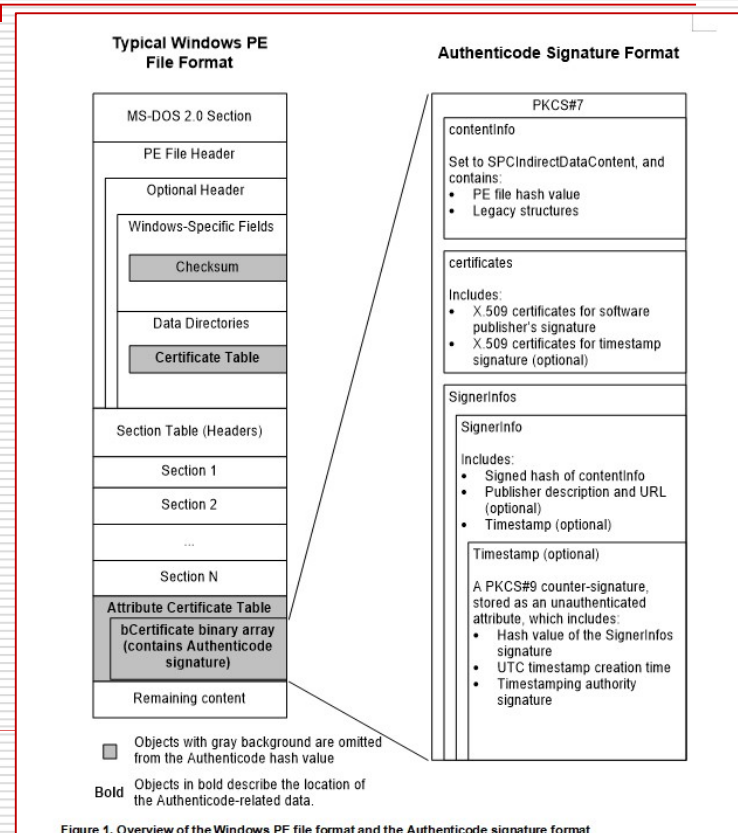 Typical Windows PE
File Format
MS-DOS 2.0 Section
PE File Header
Optional Header
Windows-Specific Fields
Checksum
Data Directories
Certificate Table
Section Table (Headers)
Section 1
Section 2
...
Section N
Attribute Certificate Table
bCertificate binary array
(contains Authenticode
signature)
Remaining content
Authenticode Signature Format
PKCS#7
contentInfo
Set to SPCIndirectDataContent, and
contains:
• PE file hash value
• Legacy structures
certificates
Includes:
• X.509 certificates for software
publisher's signature
• X.509 certificates for timestamp
signature (optional)
SignerInfos
SignerInfo
Includes:
• Signed hash of contentInfo
• Publisher description and URL
(optional)
• Timestamp (optional)
Timestamp (optional)
A PKCS#9 counter-signature,
stored as an unauthenticated
attribute, which includes:
• Hash value of the SignerInfos
signature
• UTC timestamp creation time
• Timestamping authority
signature
Objects with gray background are omitted
from the Authenticode hash value
Bold Objects in bold describe the location of
the Authenticode-related data.
Figure 1. Overview of the Windows PE file format and the Authenticode signature format